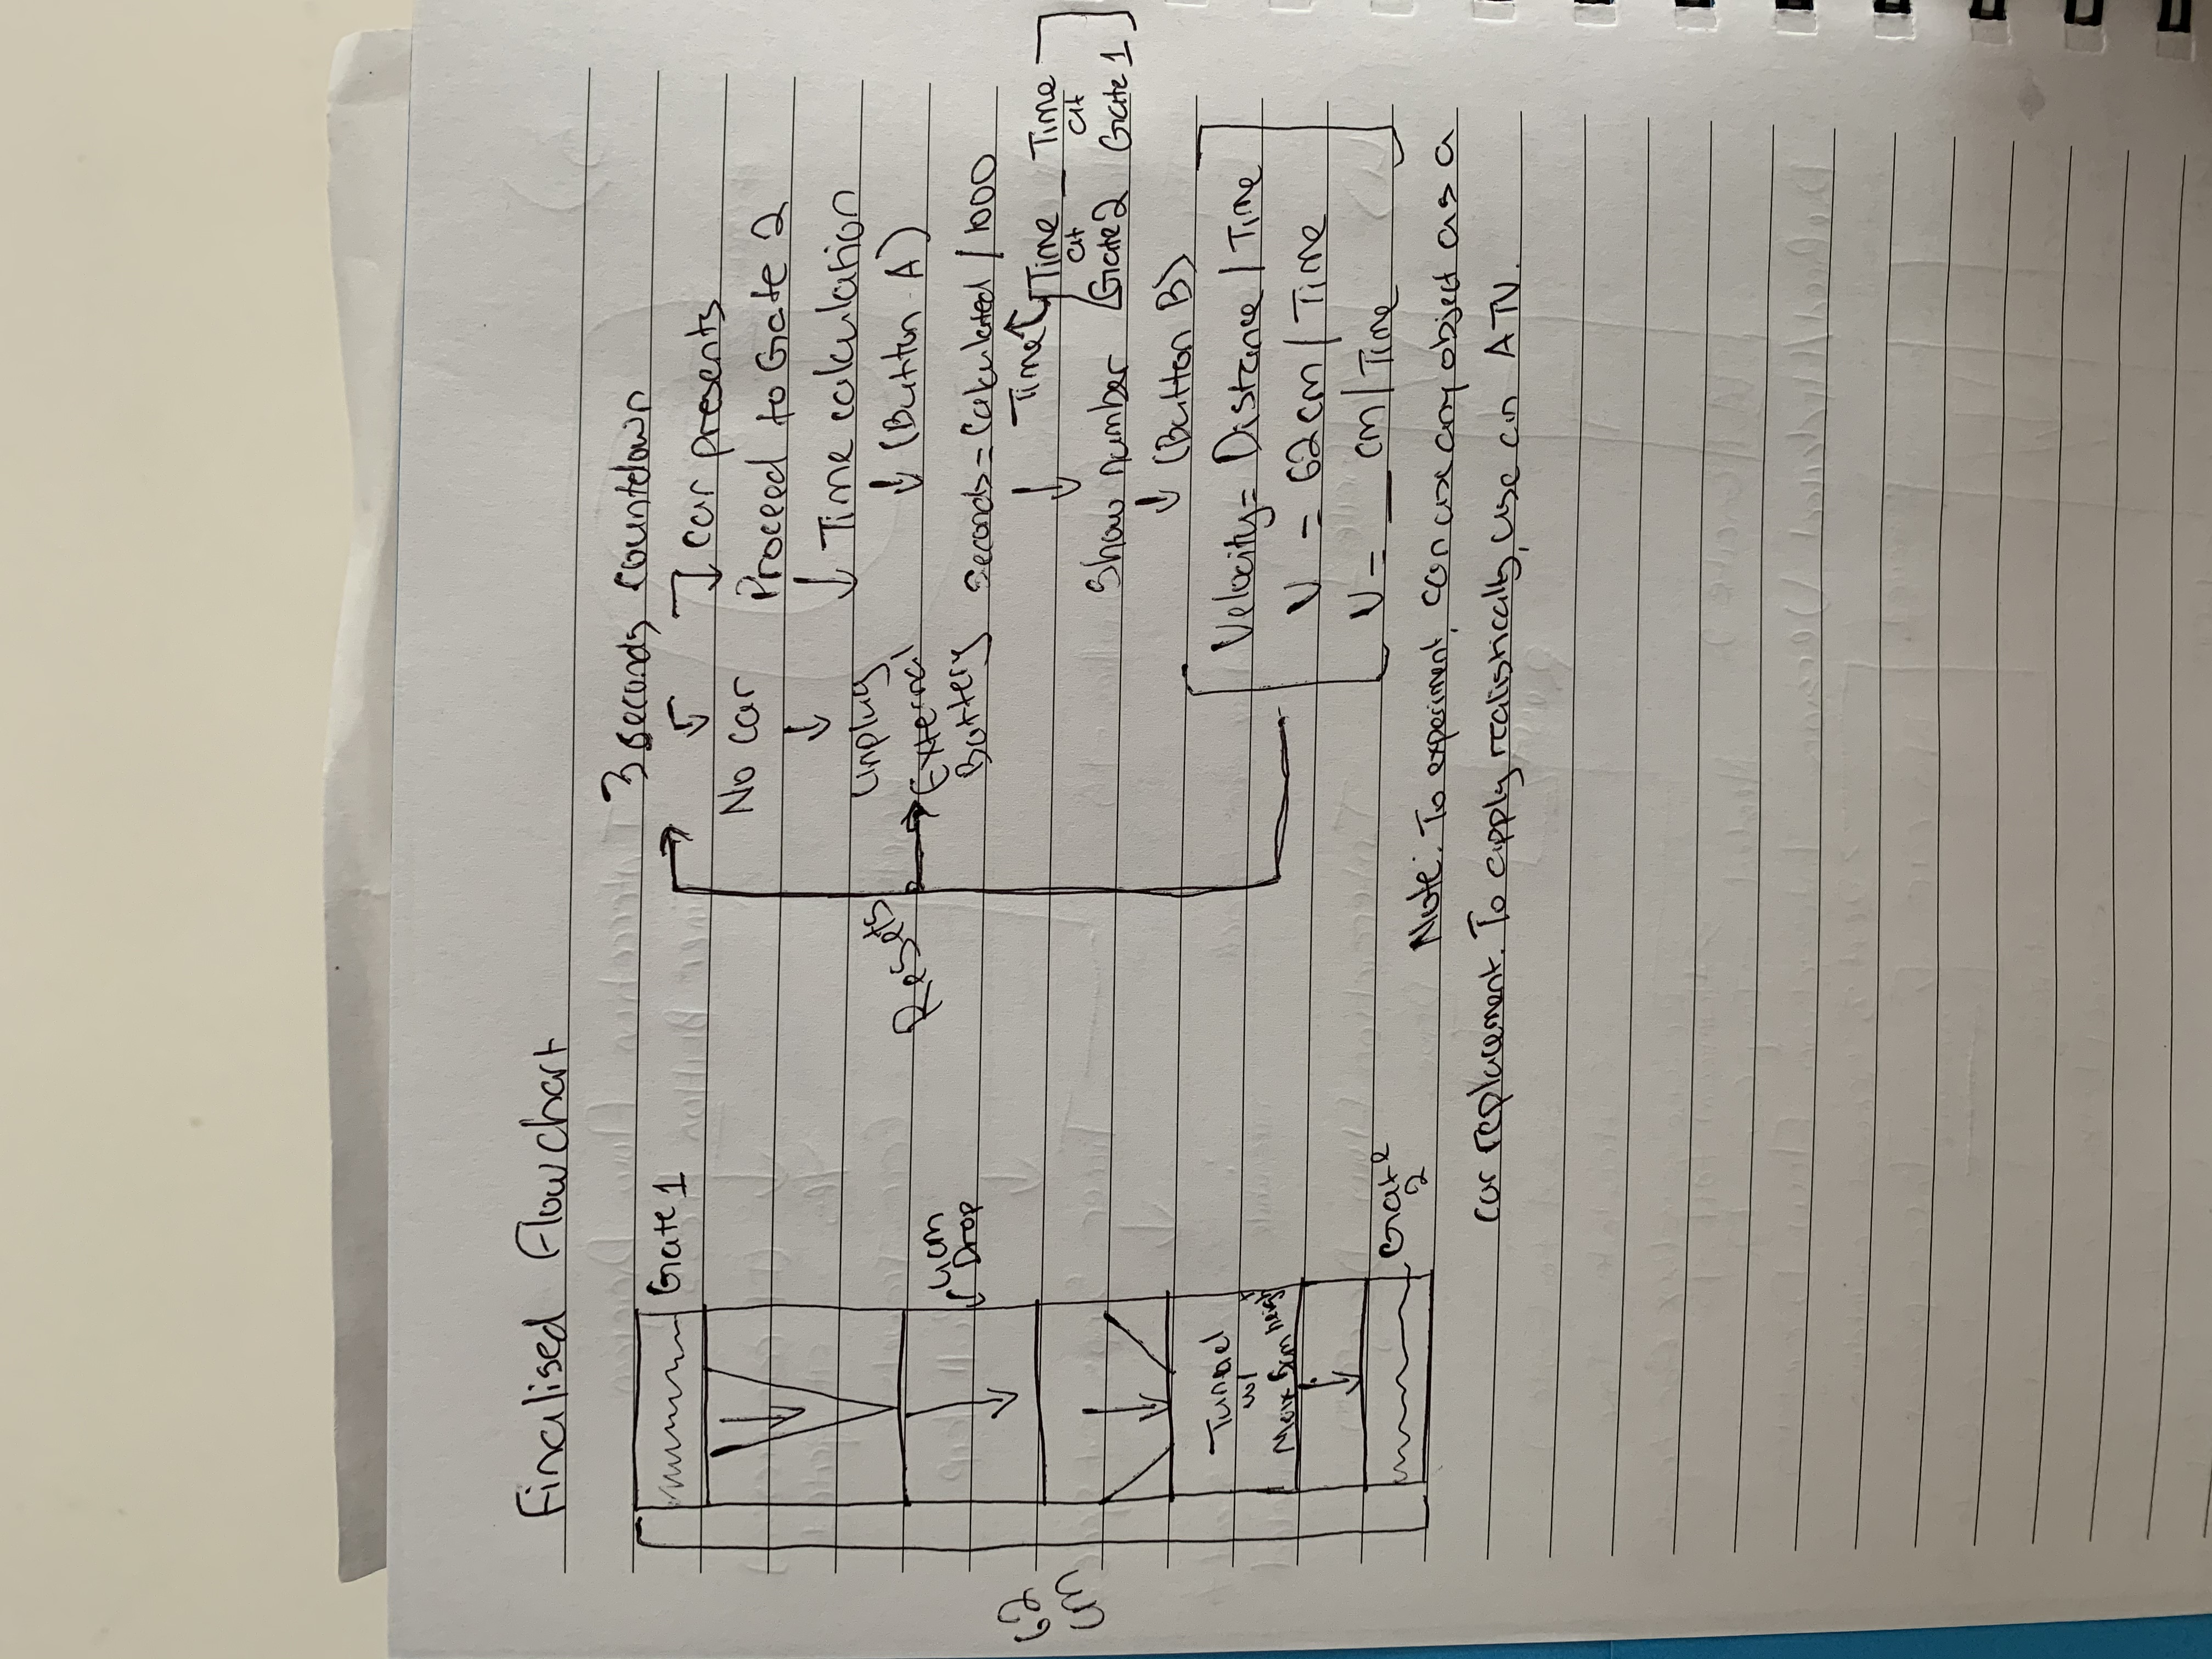 Finalised Flowchart
Gate 1
4cm
Drop
62
cm
Tunnel
w/
Max 5cm height
Gate
2
3 seconds countdown
No car
Unplug
External
Battery
Resets
Car presents
Proceed to Gate 2
Time calculation
(Button A)
Seconds = Calculated / 1000
Time
Time - Time
at at
Gate 2 Gate 1
Show number
(Button B)
Velocity = Distance / Time
V = 62cm / Time
V = __ cm / Time
Note: To experiment, can use any object as a
car replacement. To apply realistically, use an ATV.